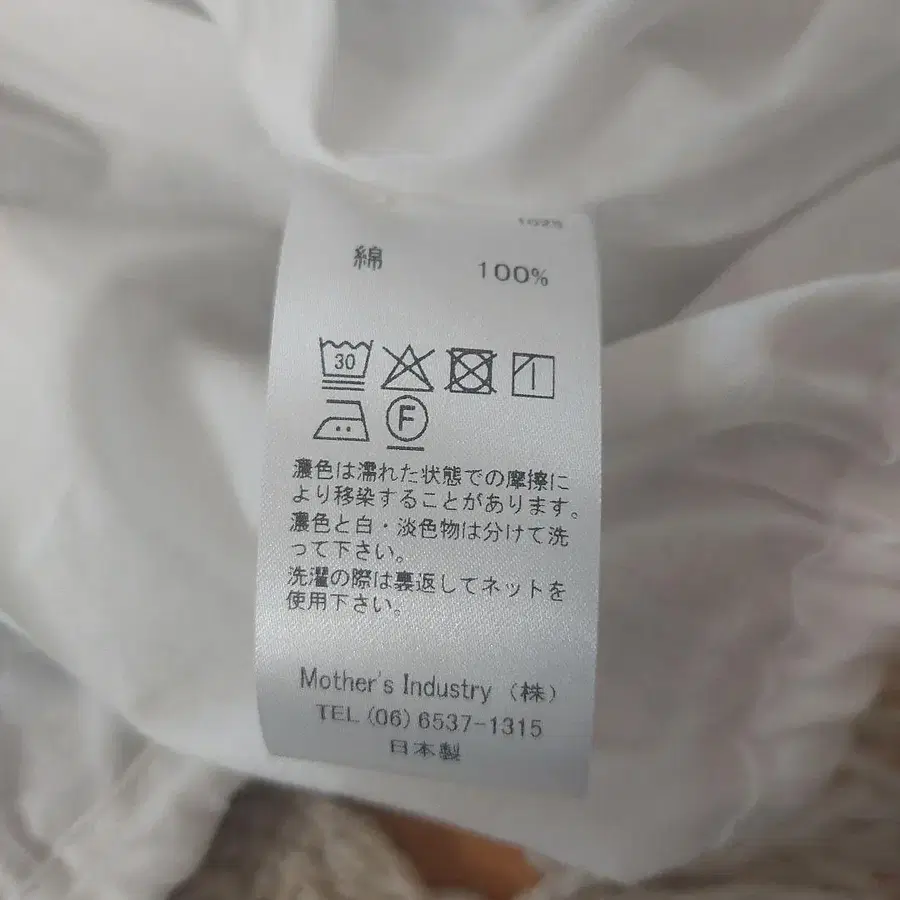 綿 100%
30
F
濃色は濡れた状態での摩擦に
より移染することがあります。
濃色と白・淡色物は分けて洗
って下さい。
洗濯の際は裏返してネットを
使用下さい。
Mother's Industry (株)
TEL (06) 6537-1315
日本製